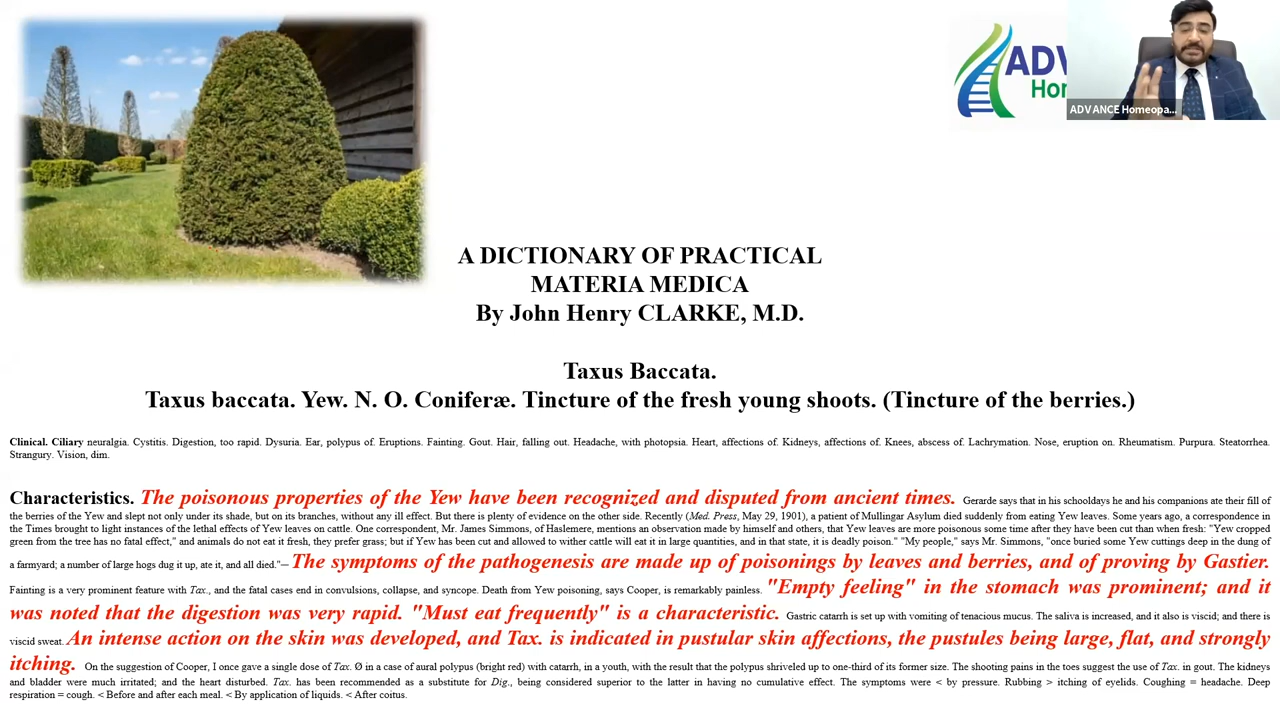 ADV
Hor
ADVANCE Homeopa...
A DICTIONARY OF PRACTICAL
MATERIA MEDICA
By John Henry CLARKE, M.D.
Taxus Baccata.
Taxus baccata. Yew. N. O. Coniferæ. Tincture of the fresh young shoots. (Tincture of the berries.)
Clinical. Ciliary neuralgia. Cystitis. Digestion, too rapid. Dysuria. Ear, polypus of. Eruptions. Fainting. Gout. Hair, falling out. Headache, with photopsia. Heart, affections of. Kidneys, affections of. Knees, abscess of. Lachrymation. Nose, eruption on. Rheumatism. Purpura. Steatorrhea.
Strangury. Vision, dim.
Characteristics. The poisonous properties of the Yew have been recognized and disputed from ancient times. Gerarde says that in his schooldays he and his companions ate their fill of
the berries of the Yew and slept not only under its shade, but on its branches, without any ill effect. But there is plenty of evidence on the other side. Recently (Med. Press, May 29, 1901), a patient of Mullingar Asylum died suddenly from eating Yew leaves. Some years ago, a correspondence in
the Times brought to light instances of the lethal effects of Yew leaves on cattle. One correspondent, Mr. James Simmons, of Haslemere, mentions an observation made by himself and others, that Yew leaves are more poisonous some time after they have been cut than when fresh: "Yew cropped
green from the tree has no fatal effect," and animals do not eat it fresh, they prefer grass; but if Yew has been cut and allowed to wither cattle will eat it in large quantities, and in that state, it is deadly poison." "My people," says Mr. Simmons, "once buried some Yew cuttings deep in the dung of
a farmyard; a number of large hogs dug it up, ate it, and all died."— The symptoms of the pathogenesis are made up of poisonings by leaves and berries, and of proving by Gastier.
Fainting is a very prominent feature with Tax., and the fatal cases end in convulsions, collapse, and syncope. Death from Yew poisoning, says Cooper, is remarkably painless. "Empty feeling" in the stomach was prominent; and it
was noted that the digestion was very rapid. "Must eat frequently" is a characteristic. Gastric catarrh is set up with vomiting of tenacious mucus. The saliva is increased, and it also is viscid; and there is
viscid sweat. An intense action on the skin was developed, and Tax. is indicated in pustular skin affections, the pustules being large, flat, and strongly
itching. On the suggestion of Cooper, I once gave a single dose of Tax. Ø in a case of aural polypus (bright red) with catarrh, in a youth, with the result that the polypus shriveled up to one-third of its former size. The shooting pains in the toes suggest the use of Tax. in gout. The kidneys
and bladder were much irritated; and the heart disturbed. Tax. has been recommended as a substitute for Dig., being considered superior to the latter in having no cumulative effect. The symptoms were < by pressure. Rubbing > itching of eyelids. Coughing = headache. Deep
respiration = cough. < Before and after each meal. < By application of liquids. < After coitus.